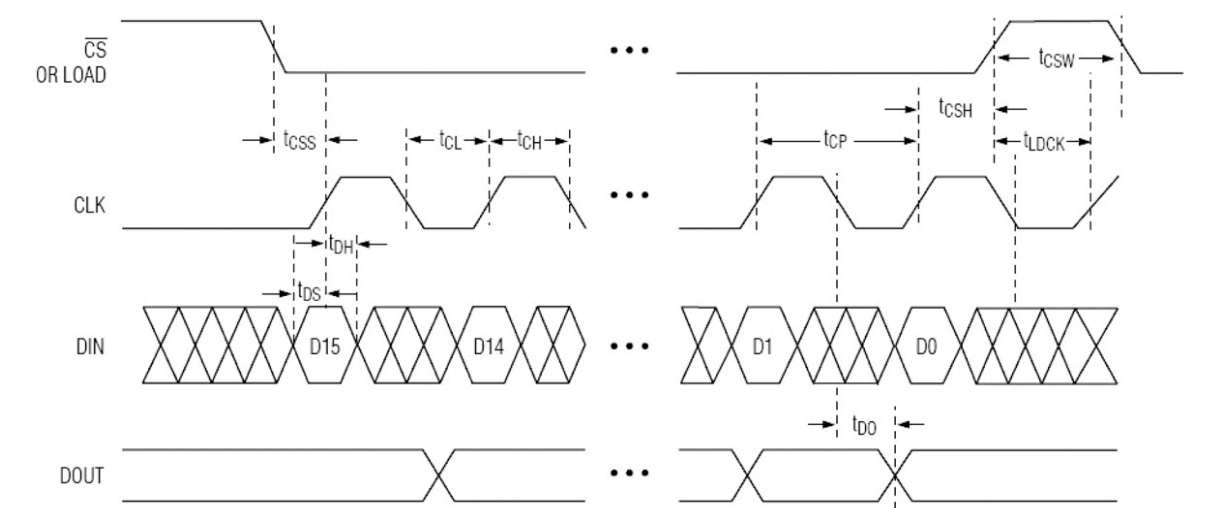 CS
OR LOAD
tCSW
tCSH
tCSS
tCL
tCH
tCP
tLDCK
CLK
tDH
tDS
DIN
D15
D14
D1
D0
tDO
DOUT